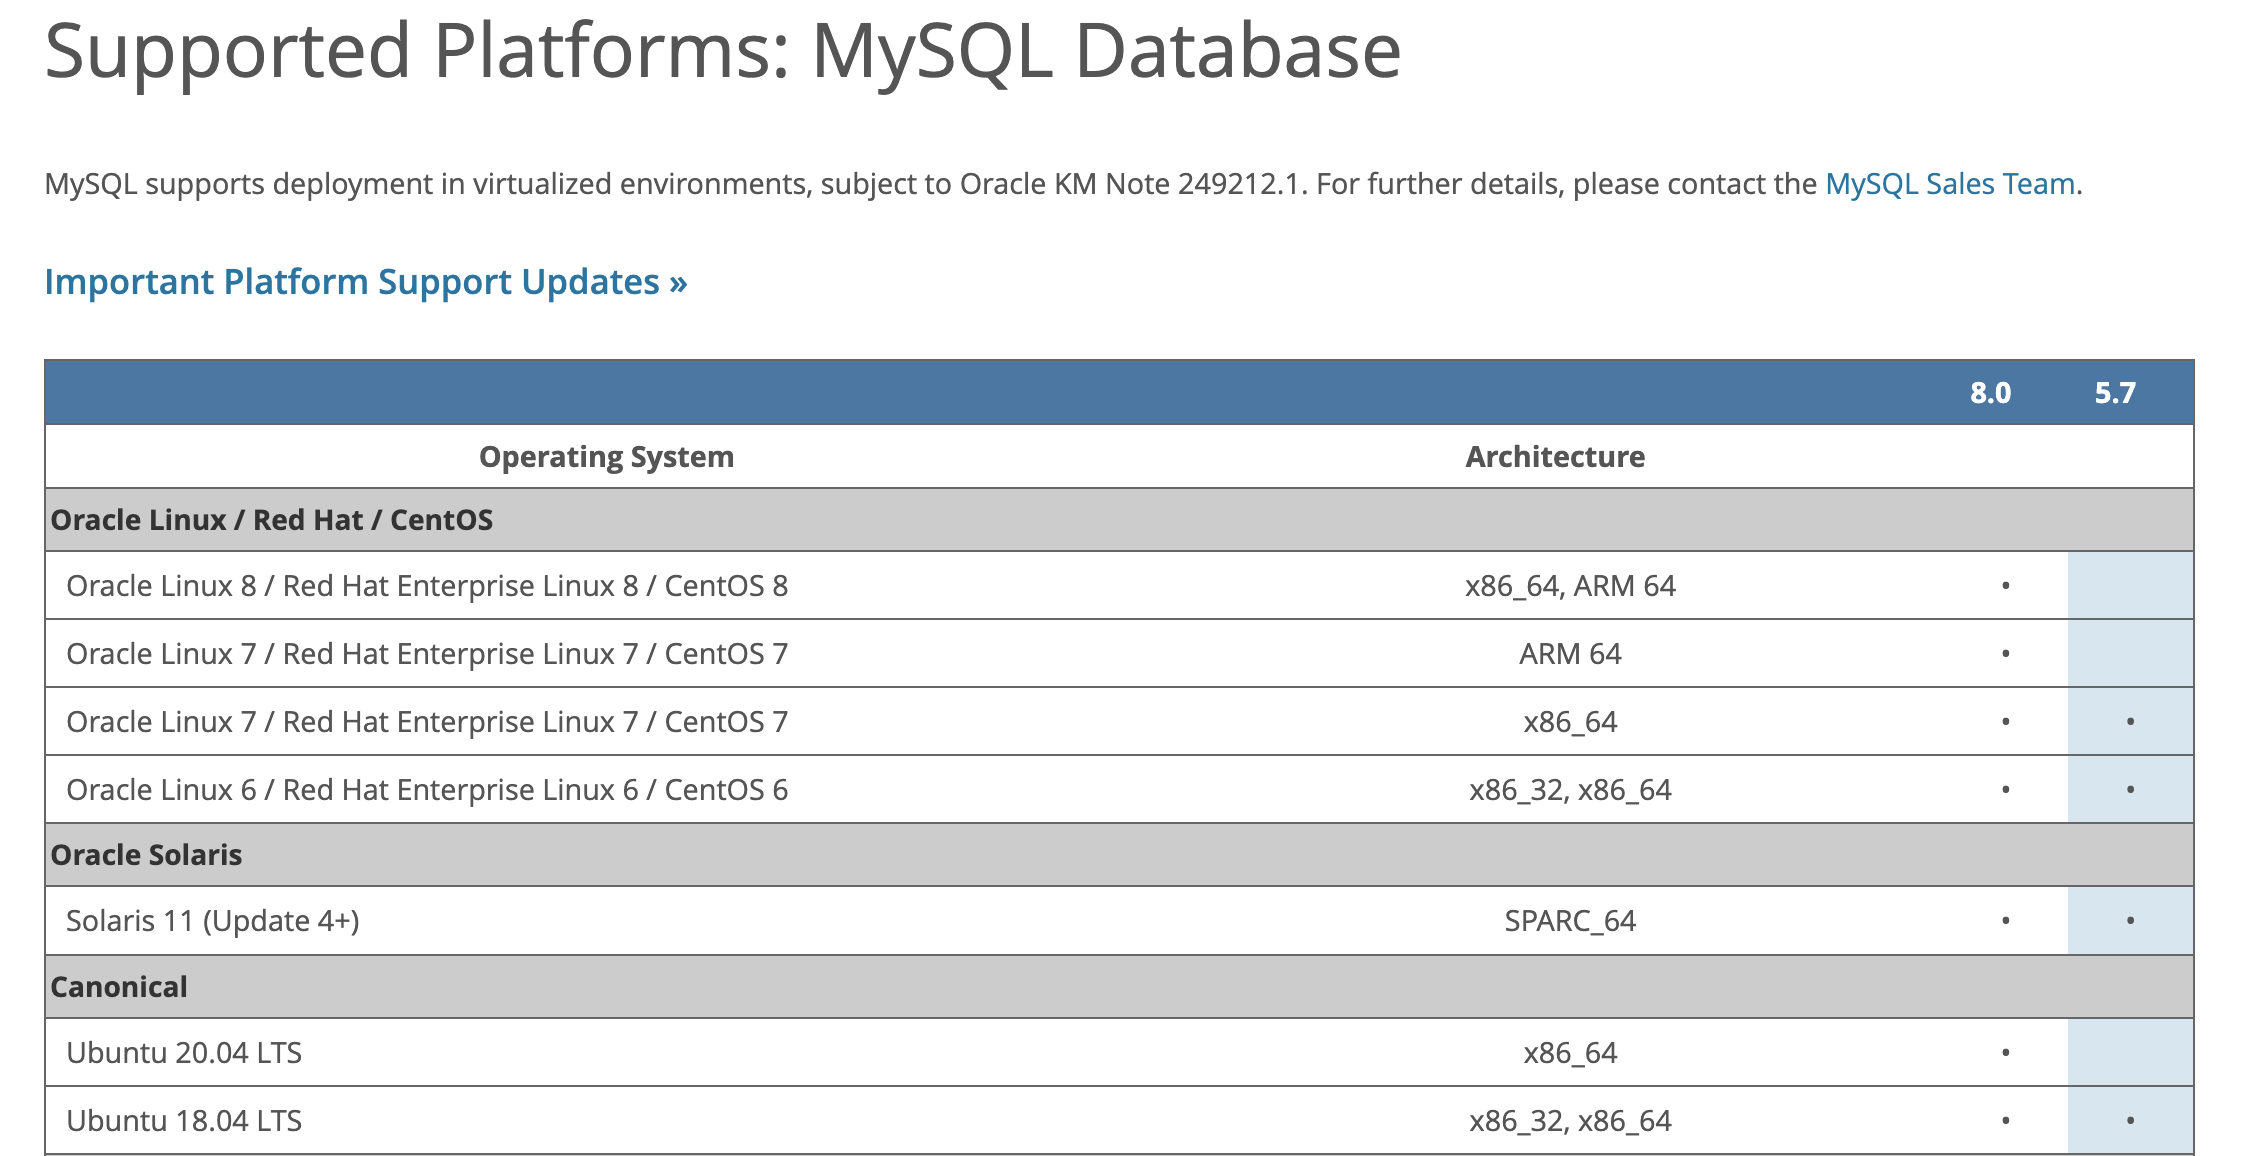 Supported Platforms: MySQL Database
MySQL supports deployment in virtualized environments, subject to Oracle KM Note 249212.1. For further details, please contact the MySQL Sales Team.
Important Platform Support Updates »
8.0 5.7
Operating System Architecture
Oracle Linux / Red Hat / CentOS
Oracle Linux 8 / Red Hat Enterprise Linux 8 / CentOS 8 x86_64, ARM 64 •
Oracle Linux 7 / Red Hat Enterprise Linux 7 / CentOS 7 ARM 64 •
Oracle Linux 7 / Red Hat Enterprise Linux 7 / CentOS 7 x86_64 • •
Oracle Linux 6 / Red Hat Enterprise Linux 6 / CentOS 6 x86_32, x86_64 • •
Oracle Solaris
Solaris 11 (Update 4+) SPARC_64 • •
Canonical
Ubuntu 20.04 LTS x86_64 •
Ubuntu 18.04 LTS x86_32, x86_64 • •